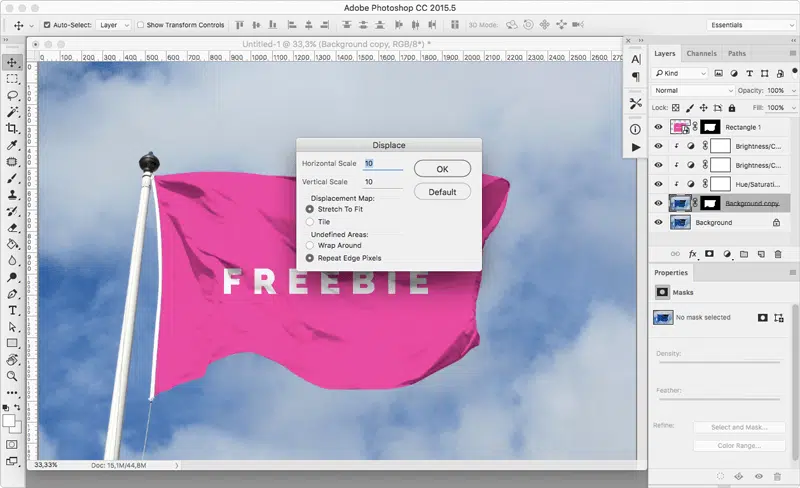 Adobe Photoshop CC 2015.5
Auto-Select: Layer Show Transform Controls 3D Mode: Essentials
Untitled-1 @ 33,3% (Background copy, RGB/8*) *
Layers Channels Paths
Kind
Normal Opacity: 100%
Lock: Fill: 100%
Rectangle 1
Brightness/C...
Brightness/C...
Hue/Saturati...
Background copy
Background
Displace
Horizontal Scale 10 OK
Vertical Scale 10 Default
Displacement Map:
Stretch To Fit
Tile
Undefined Areas:
Wrap Around
Repeat Edge Pixels
FREEBIE
Properties
Masks
No mask selected
Density:
Feather:
Refine: Select and Mask...
Color Range...
33,33% Doc: 15,1M/44,8M